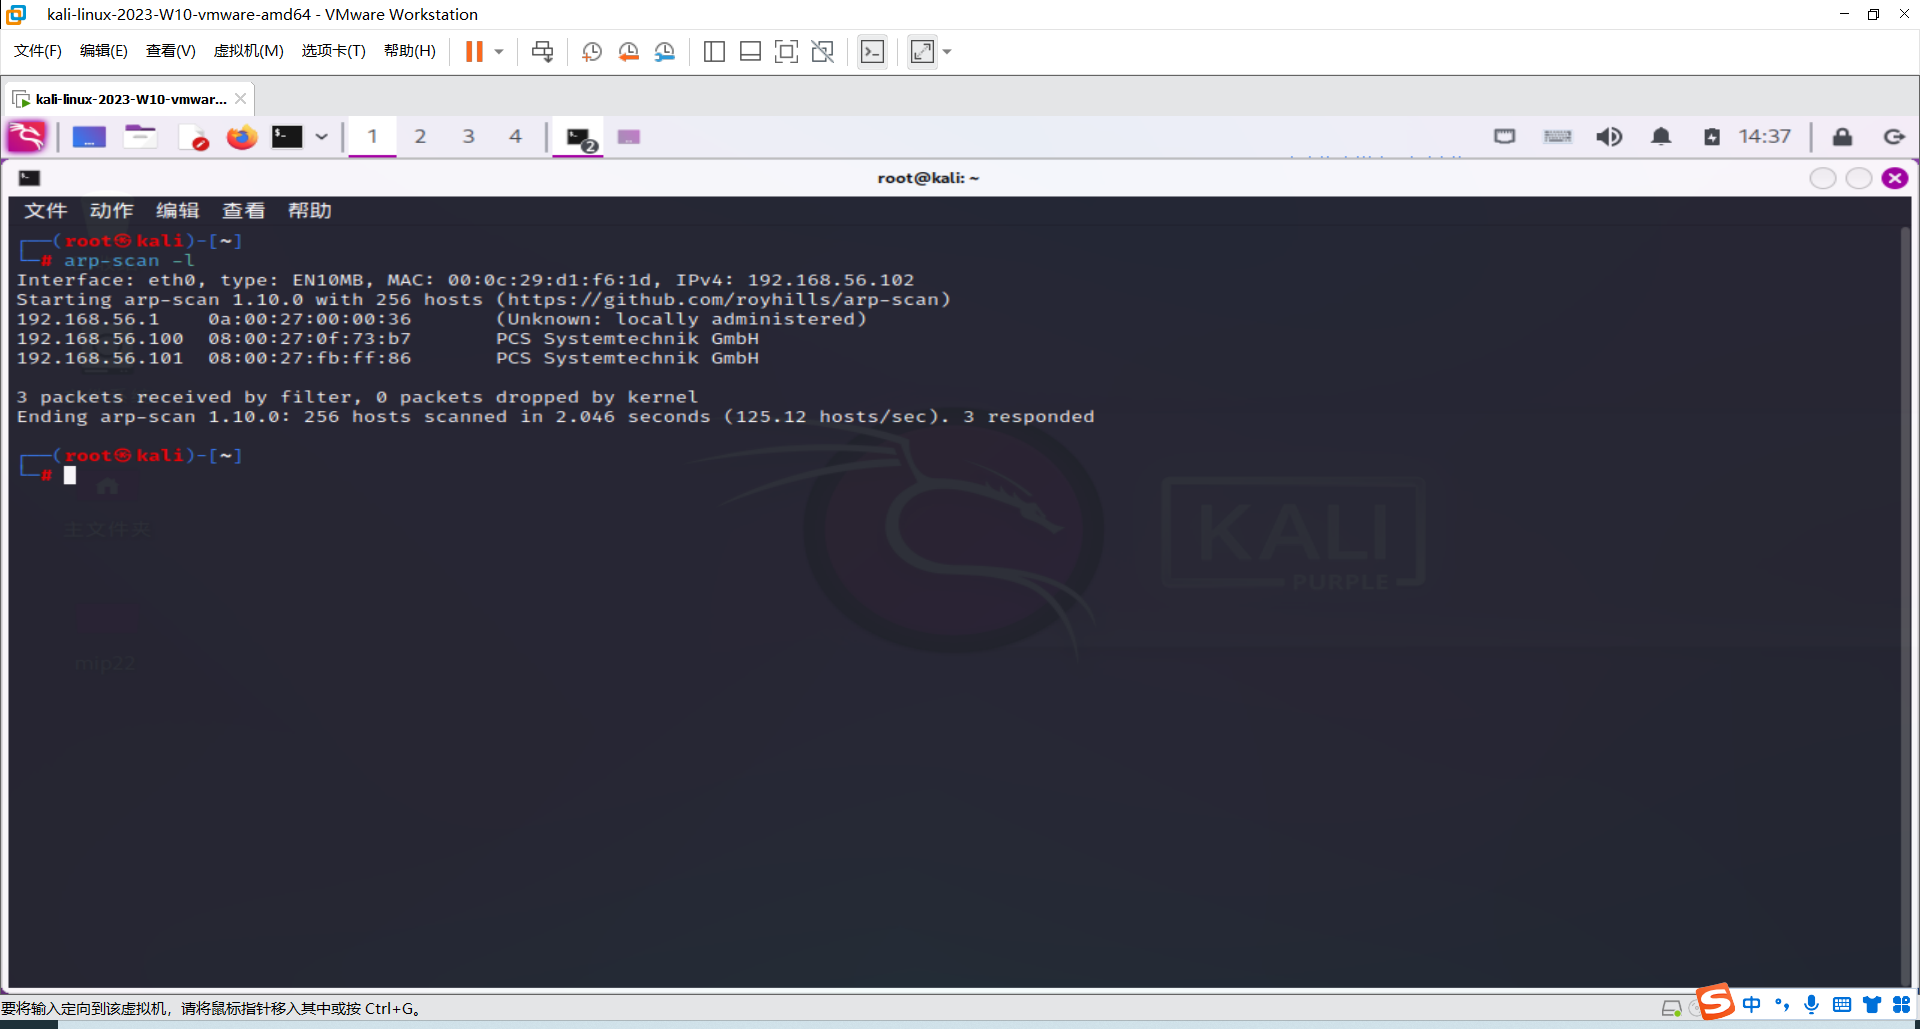 kali-linux-2023-W10-vmware-amd64 - VMware Workstation
文件(F) 编辑(E) 查看(V) 虚拟机(M) 选项卡(T) 帮助(H)
kali-linux-2023-W10-vmwar...
1 2 3 4 2 14:37
root@kali: ~
文件 动作 编辑 查看 帮助
┌──(root㉿kali)-[~]
└─# arp-scan -l
Interface: eth0, type: EN10MB, MAC: 00:0c:29:d1:f6:1d, IPv4: 192.168.56.102
Starting arp-scan 1.10.0 with 256 hosts (https://github.com/royhills/arp-scan)
192.168.56.1 0a:00:27:00:00:36 (Unknown: locally administered)
192.168.56.100 08:00:27:0f:73:b7 PCS Systemtechnik GmbH
192.168.56.101 08:00:27:fb:ff:86 PCS Systemtechnik GmbH
3 packets received by filter, 0 packets dropped by kernel
Ending arp-scan 1.10.0: 256 hosts scanned in 2.046 seconds (125.12 hosts/sec). 3 responded
┌──(root㉿kali)-[~]
└─#
主文件夹
KALI
PURPLE
mip22
要将输入定向到该虚拟机，请将鼠标指针移入其中或按 Ctrl+G。
S 中